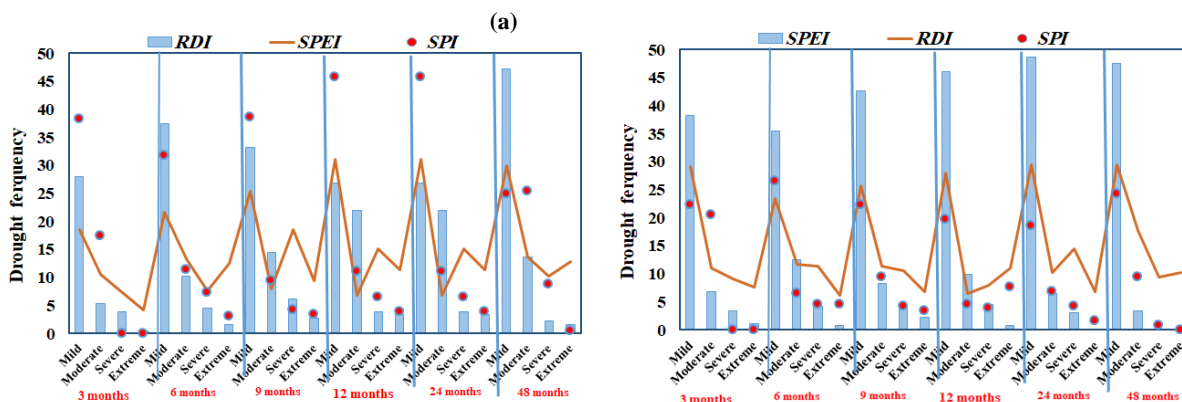 (a)
RDI SPEI SPI
Drought ferquency
50
45
40
35
30
25
20
15
10
5
0
Mild Moderate Severe Extreme Mild Moderate Severe Extreme Mild Moderate Severe Extreme Mild Moderate Severe Extreme Mild Moderate Severe Extreme Mild Moderate Severe Extreme
3 months 6 months 9 months 12 months 24 months 48 months
SPEI RDI SPI
Drought ferquency
50
45
40
35
30
25
20
15
10
5
0
Mild Moderate Severe Extreme Mild Moderate Severe Extreme Mild Moderate Severe Extreme Mild Moderate Severe Extreme Mild Moderate Severe Extreme Mild Moderate Severe Extreme
3 months 6 months 9 months 12 months 24 months 48 months